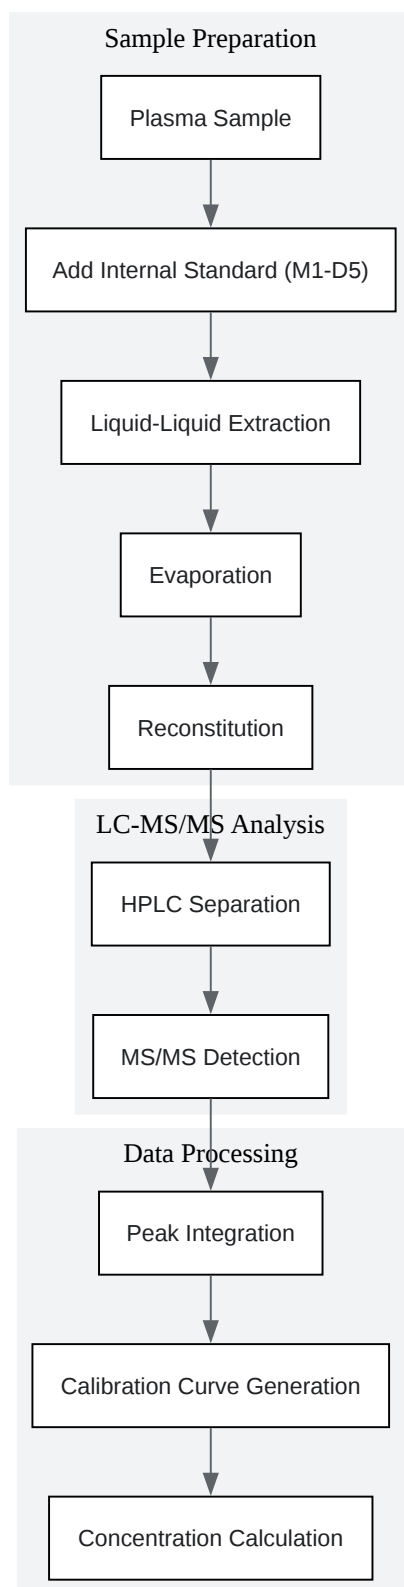 Sample Preparation
Plasma Sample
Add Internal Standard (M1-D5)
Liquid-Liquid Extraction
Evaporation
Reconstitution
LC-MS/MS Analysis
HPLC Separation
MS/MS Detection
Data Processing
Peak Integration
Calibration Curve Generation
Concentration Calculation